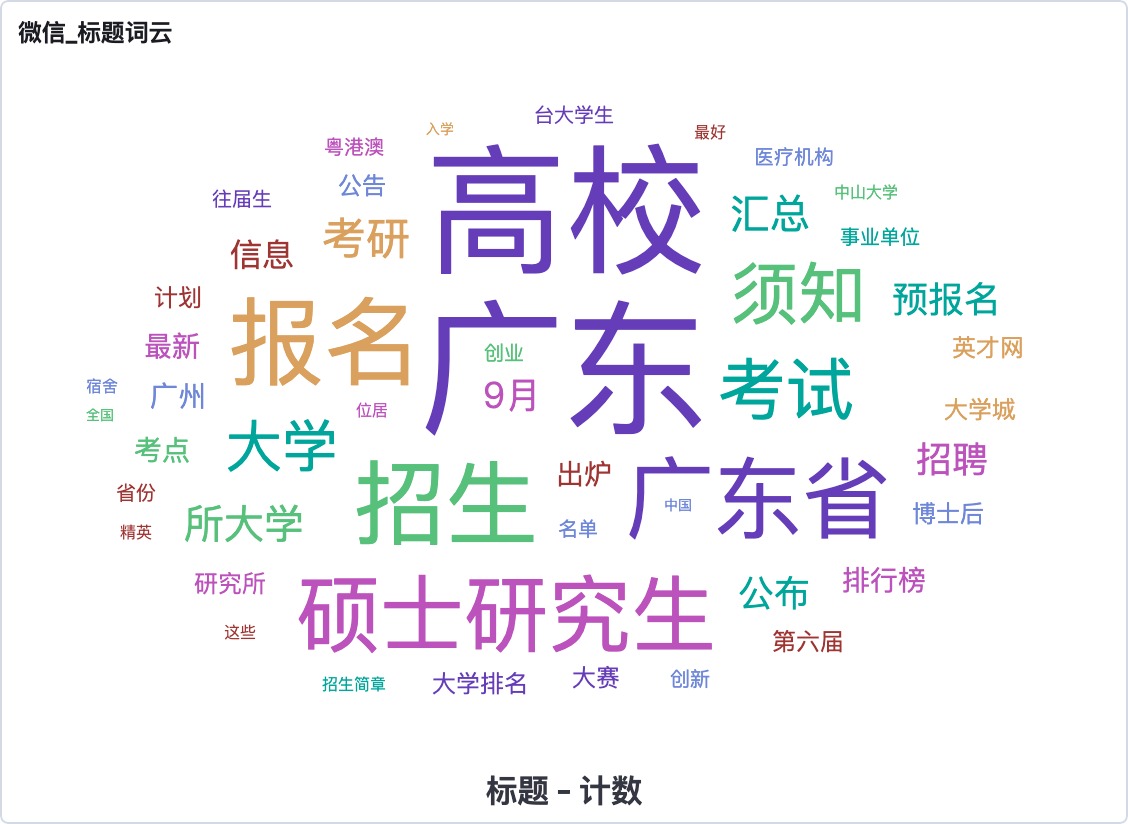 微信_标题词云
台大学生
入学
最好
粤港澳
高校
医疗机构
公告
往届生
中山大学
汇总
考研
事业单位
信息
须知
计划
预报名
报名
广东
创业
最新
英才网
宿舍
广州
9月
考试
全国
位居
大学城
考点
大学
招聘
出炉
省份
招生
广东省
中国
博士后
精英
所大学
名单
研究所
硕士研究生
公布
排行榜
这些
第六届
招生简章
大学排名
大赛
创新
标题 - 计数